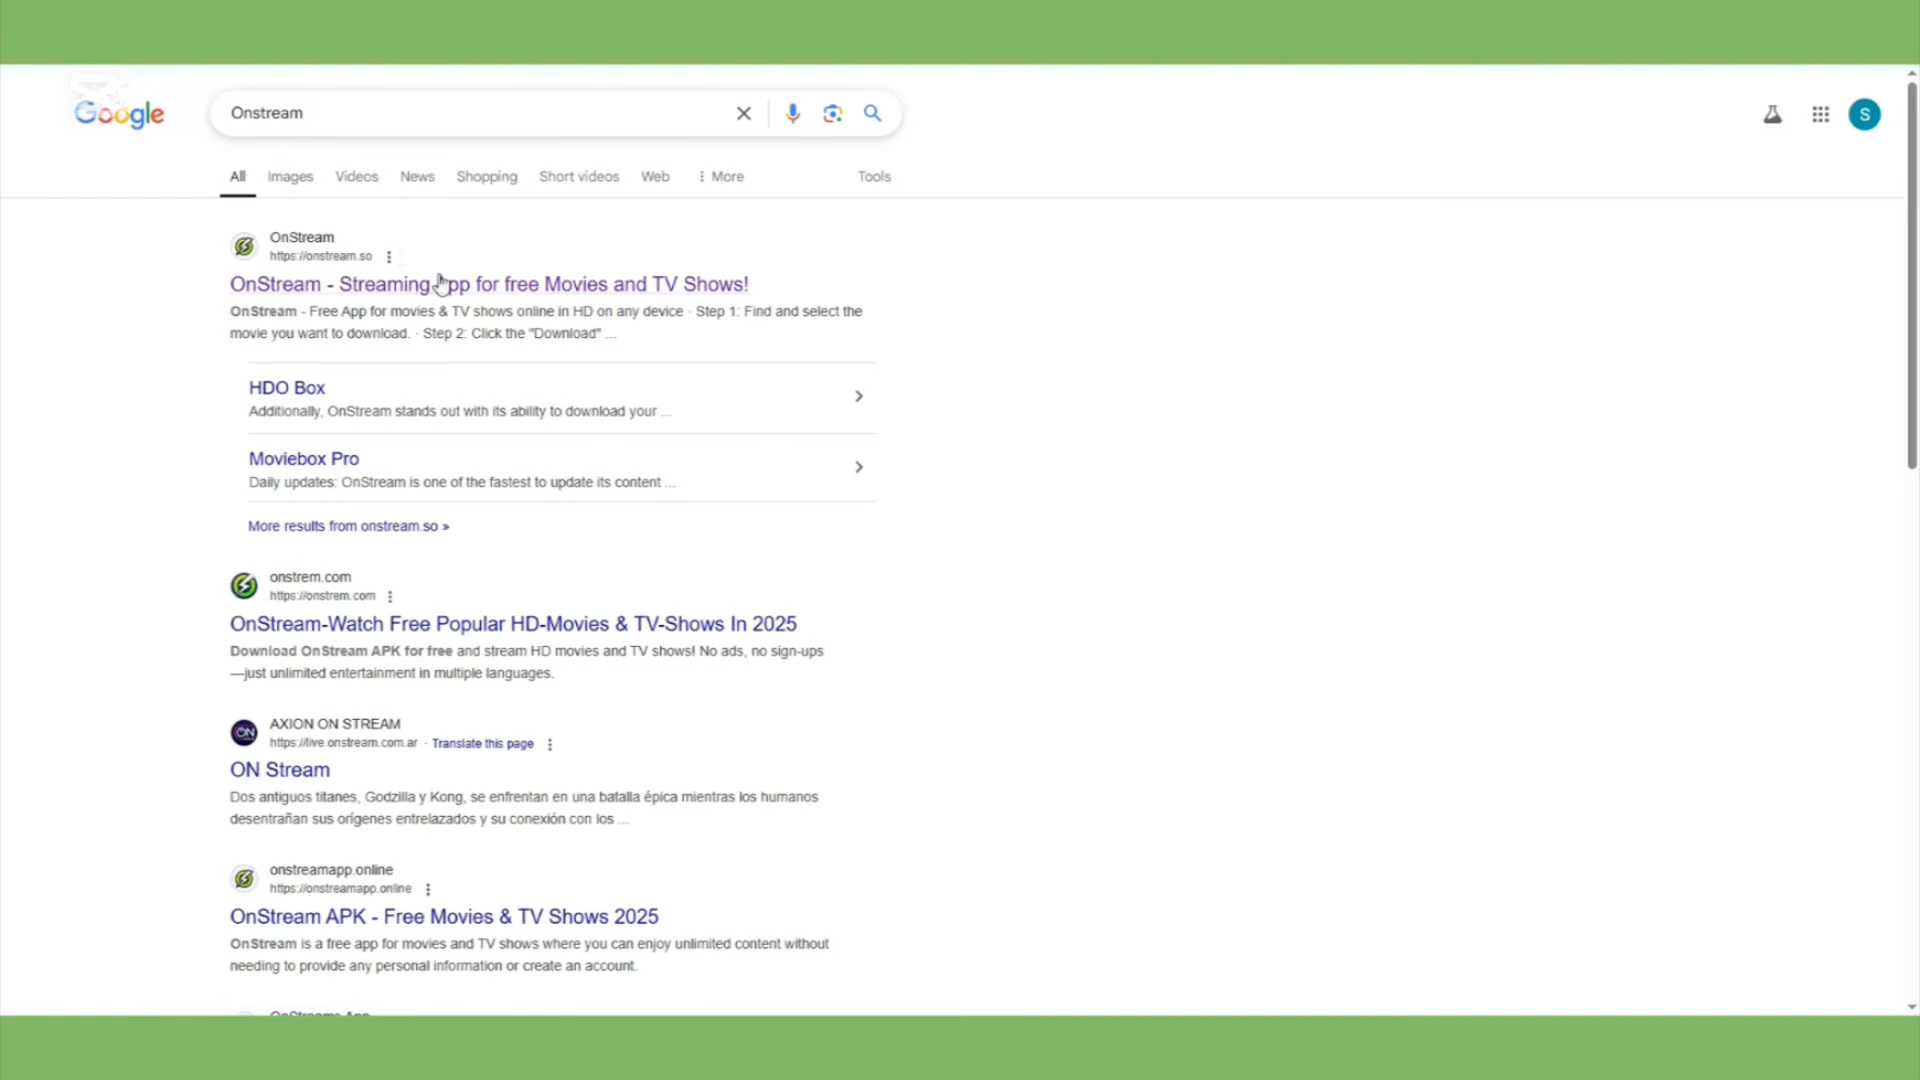 Google
Onstream
S
All Images Videos News Shopping Short videos Web More Tools
OnStream
https://onstream.so
OnStream - Streaming App for free Movies and TV Shows!
OnStream - Free App for movies & TV shows online in HD on any device · Step 1: Find and select the
movie you want to download. · Step 2: Click the "Download" ...
HDO Box
Additionally, OnStream stands out with its ability to download your ...
Moviebox Pro
Daily updates: OnStream is one of the fastest to update its content ...
More results from onstream.so »
onstrem.com
https://onstrem.com
OnStream-Watch Free Popular HD-Movies & TV-Shows In 2025
Download OnStream APK for free and stream HD movies and TV shows! No ads, no sign-ups
—just unlimited entertainment in multiple languages.
AXION ON STREAM
https://live.onstream.com.ar · Translate this page
ON
ON Stream
Dos antiguos titanes, Godzilla y Kong, se enfrentan en una batalla épica mientras los humanos
desentrañan sus orígenes entrelazados y su conexión con los ...
onstreamapp.online
https://onstreamapp.online
OnStream APK - Free Movies & TV Shows 2025
OnStream is a free app for movies and TV shows where you can enjoy unlimited content without
needing to provide any personal information or create an account.